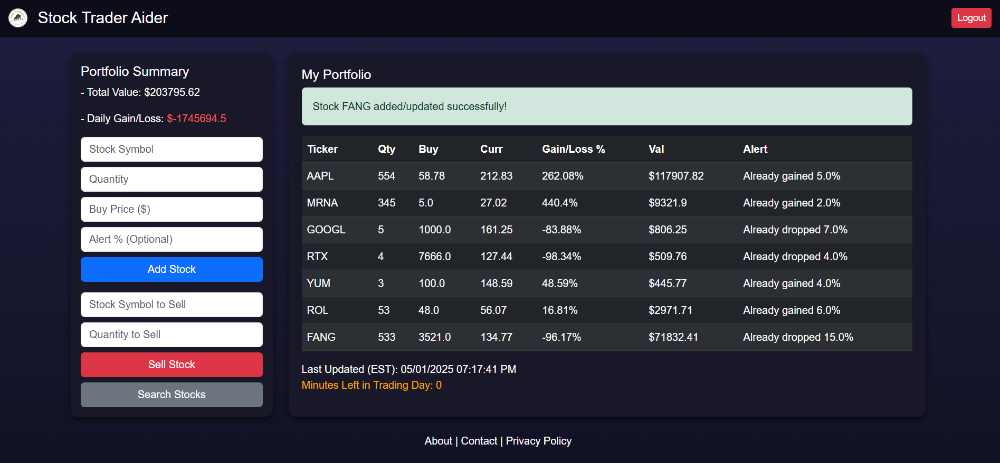 Stock Trader Aider
Logout
Portfolio Summary
- Total Value: $203795.62
- Daily Gain/Loss: $-1745694.5
Stock Symbol
Quantity
Buy Price ($)
Alert % (Optional)
Add Stock
Stock Symbol to Sell
Quantity to Sell
Sell Stock
Search Stocks
My Portfolio
Stock FANG added/updated successfully!
Ticker Qty Buy Curr Gain/Loss % Val Alert
AAPL 554 58.78 212.83 262.08% $117907.82 Already gained 5.0%
MRNA 345 5.0 27.02 440.4% $9321.9 Already gained 2.0%
GOOGL 5 1000.0 161.25 -83.88% $806.25 Already dropped 7.0%
RTX 4 7666.0 127.44 -98.34% $509.76 Already dropped 4.0%
YUM 3 100.0 148.59 48.59% $445.77 Already gained 4.0%
ROL 53 48.0 56.07 16.81% $2971.71 Already gained 6.0%
FANG 533 3521.0 134.77 -96.17% $71832.41 Already dropped 15.0%
Last Updated (EST): 05/01/2025 07:17:41 PM
Minutes Left in Trading Day: 0
About | Contact | Privacy Policy